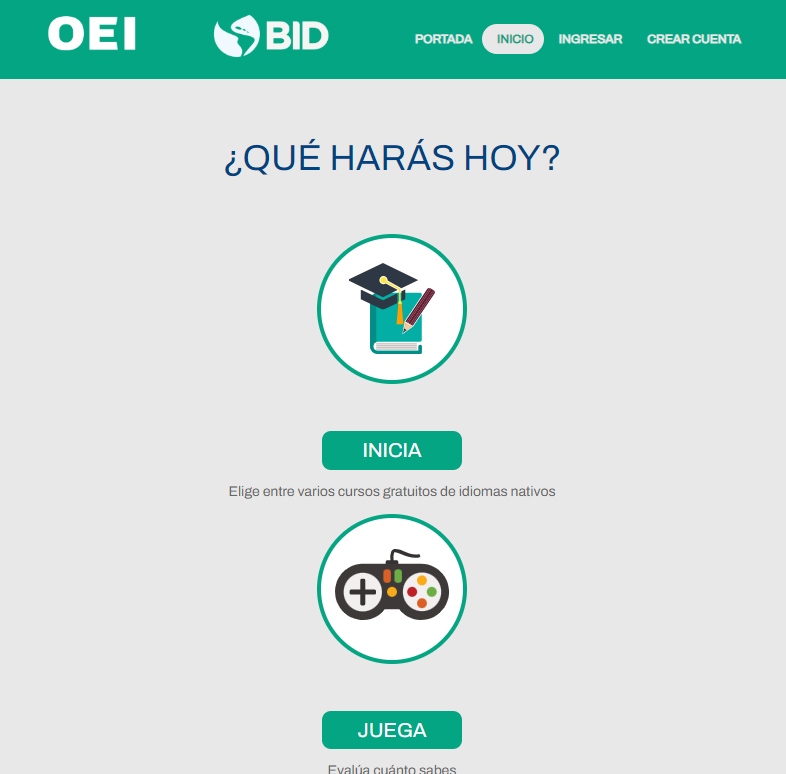 OEI BID PORTADA INICIO INGRESAR CREAR CUENTA
¿QUÉ HARÁS HOY?
INICIA
Elige entre varios cursos gratuitos de idiomas nativos
JUEGA
Evalúa cuánto sabes